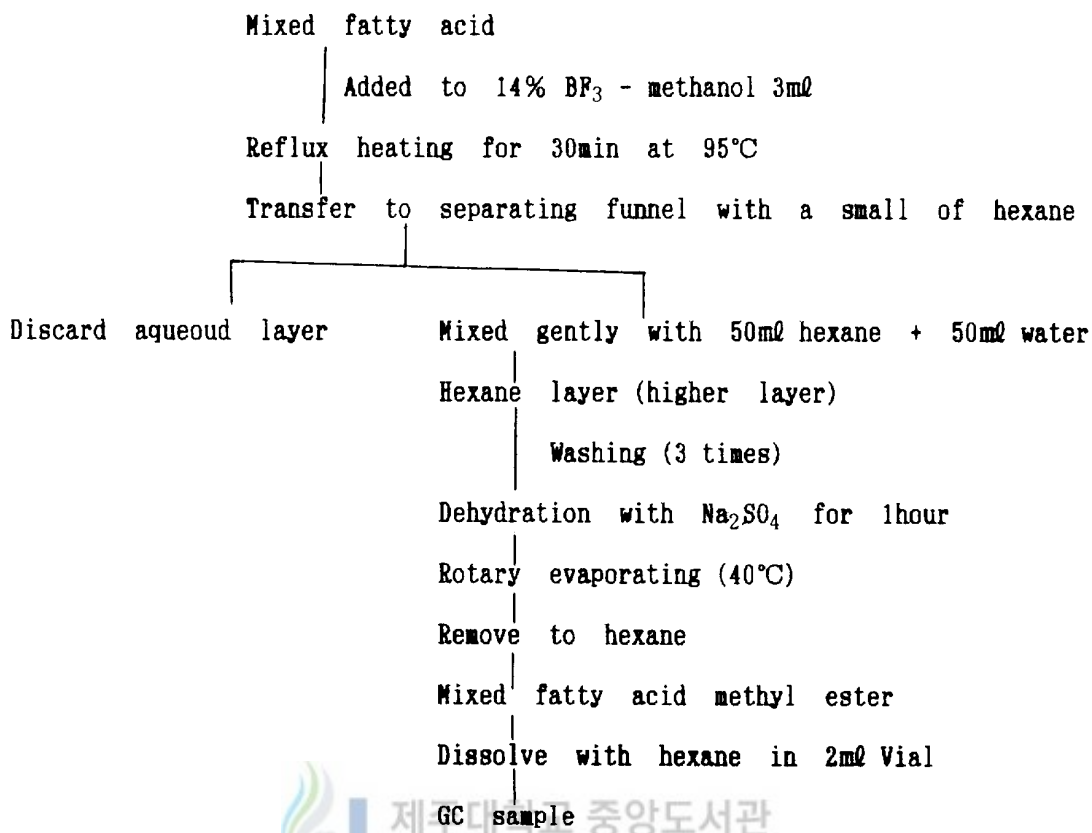 Mixed fatty acid
Added to 14% BF₃ - methanol 3mℓ
Reflux heating for 30min at 95℃
Transfer to separating funnel with a small of hexane
Discard aqueoud layer
Mixed gently with 50mℓ hexane + 50mℓ water
Hexane layer (higher layer)
Washing (3 times)
Dehydration with Na₂SO₄ for 1hour
Rotary evaporating (40℃)
Remove to hexane
Mixed fatty acid methyl ester
Dissolve with hexane in 2mℓ Vial
GC sample
제주대학교 중앙도서관